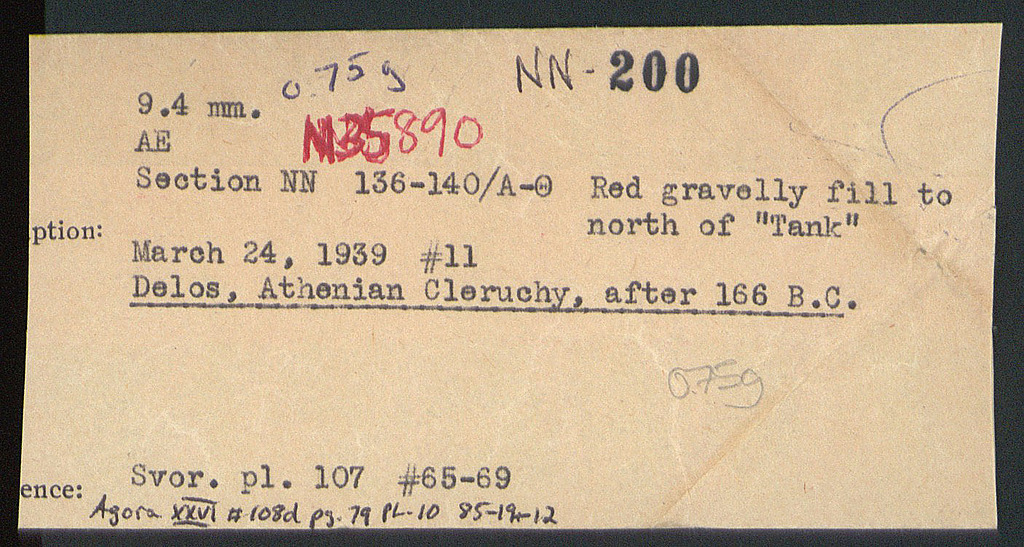 0.75g NN-200
9.4 mm.
AE N35890
Section NN 136-140/A-Θ Red gravelly fill to
north of "Tank"
ption:
March 24, 1939 #11
Delos, Athenian Cleruchy, after 166 B.C.
0.75g
Svor. pl. 107 #65-69
ence:
Agora XXVI #108d pg. 79 PL-10 85-19-12